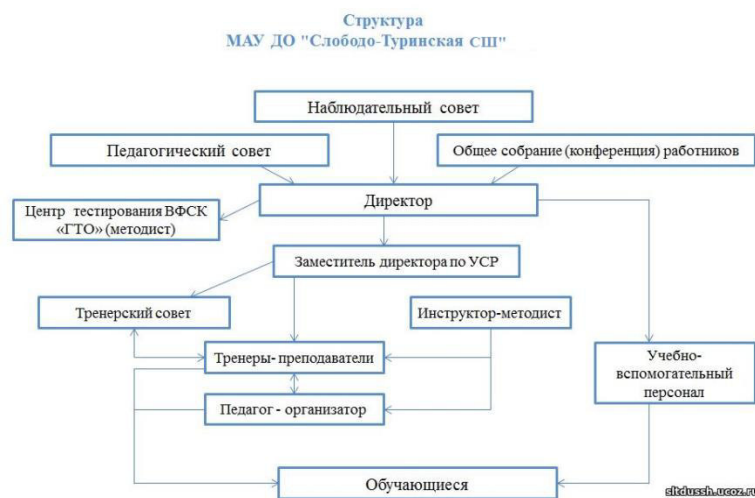 Структура
МАУ ДО "Слободо-Туринская СШ"
Наблюдательный совет
Педагогический совет
Общее собрание (конференция) работников
Центр тестирования ВФСК
«ГТО» (методист)
Директор
Заместитель директора по УСР
Тренерский совет
Инструктор-методист
Тренеры- преподаватели
Учебно-
вспомогательный
персонал
Педагог - организатор
Обучающиеся
sltdussh.ucoz.ru